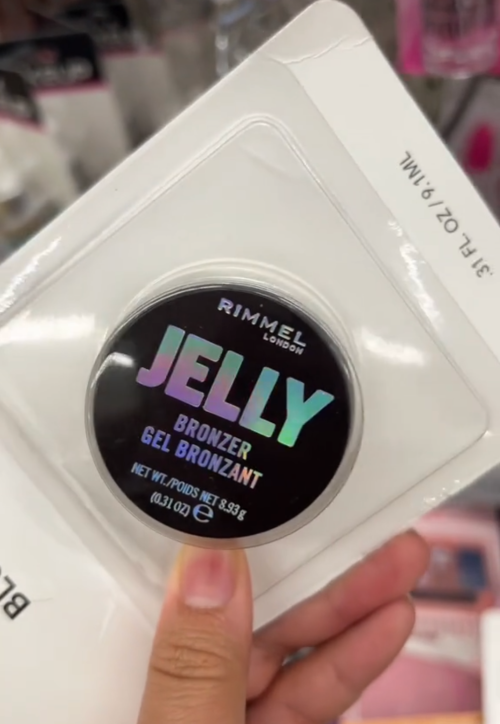 .31 FL. OZ / 9.1ML
RIMMEL
LONDON
JELLY
BRONZER
GEL BRONZANT
NET WT./POIDS NET 8.93g
(0.31 OZ) e